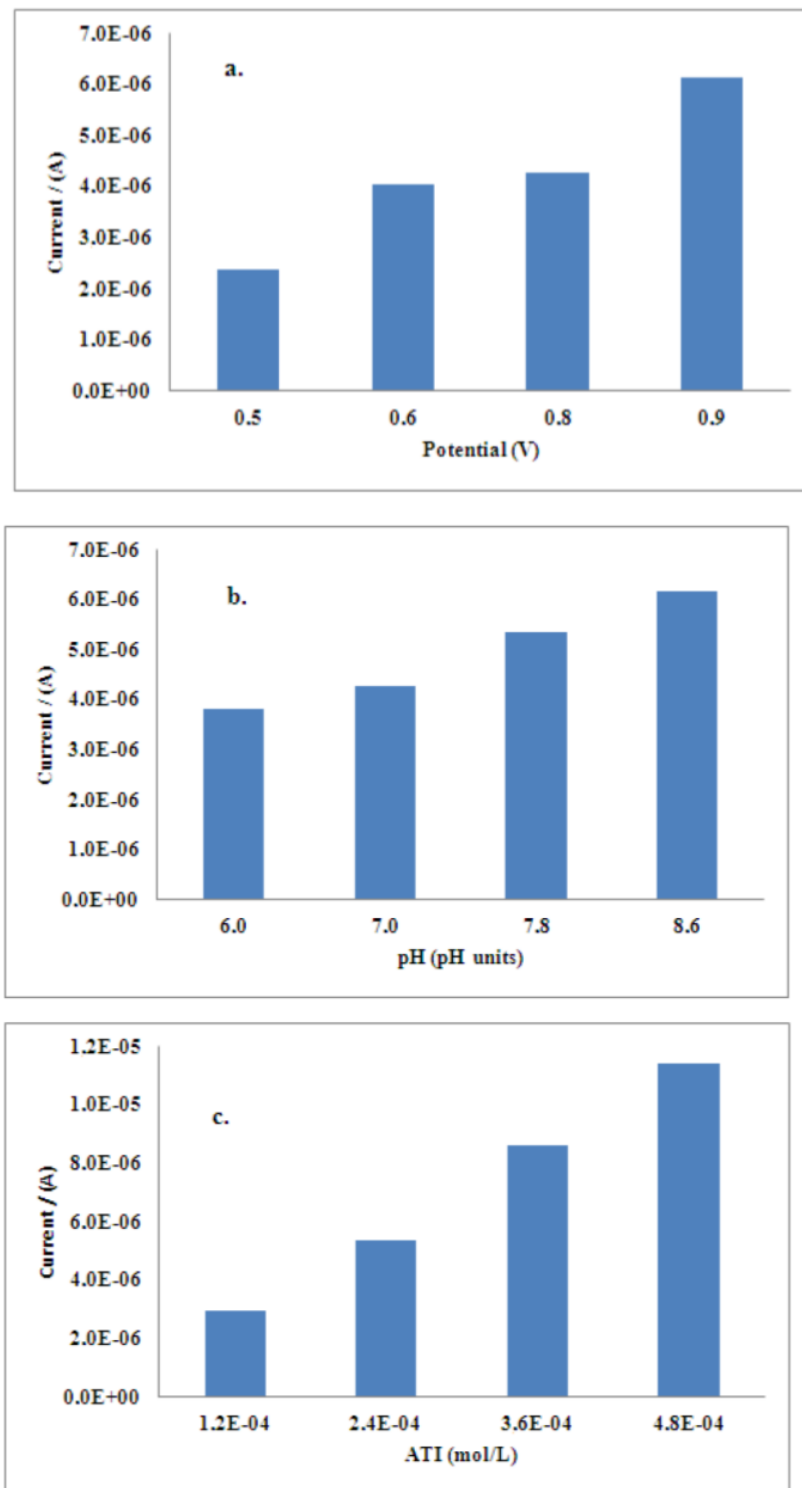 a.
7.0E-06
6.0E-06
5.0E-06
4.0E-06
3.0E-06
2.0E-06
1.0E-06
0.0E+00
Current / (A)
0.5 0.6 0.8 0.9
Potential (V)
b.
7.0E-06
6.0E-06
5.0E-06
4.0E-06
3.0E-06
2.0E-06
1.0E-06
0.0E+00
Current / (A)
6.0 7.0 7.8 8.6
pH (pH units)
c.
1.2E-05
1.0E-05
8.0E-06
6.0E-06
4.0E-06
2.0E-06
0.0E+00
Current / (A)
1.2E-04 2.4E-04 3.6E-04 4.8E-04
ATI (mol/L)